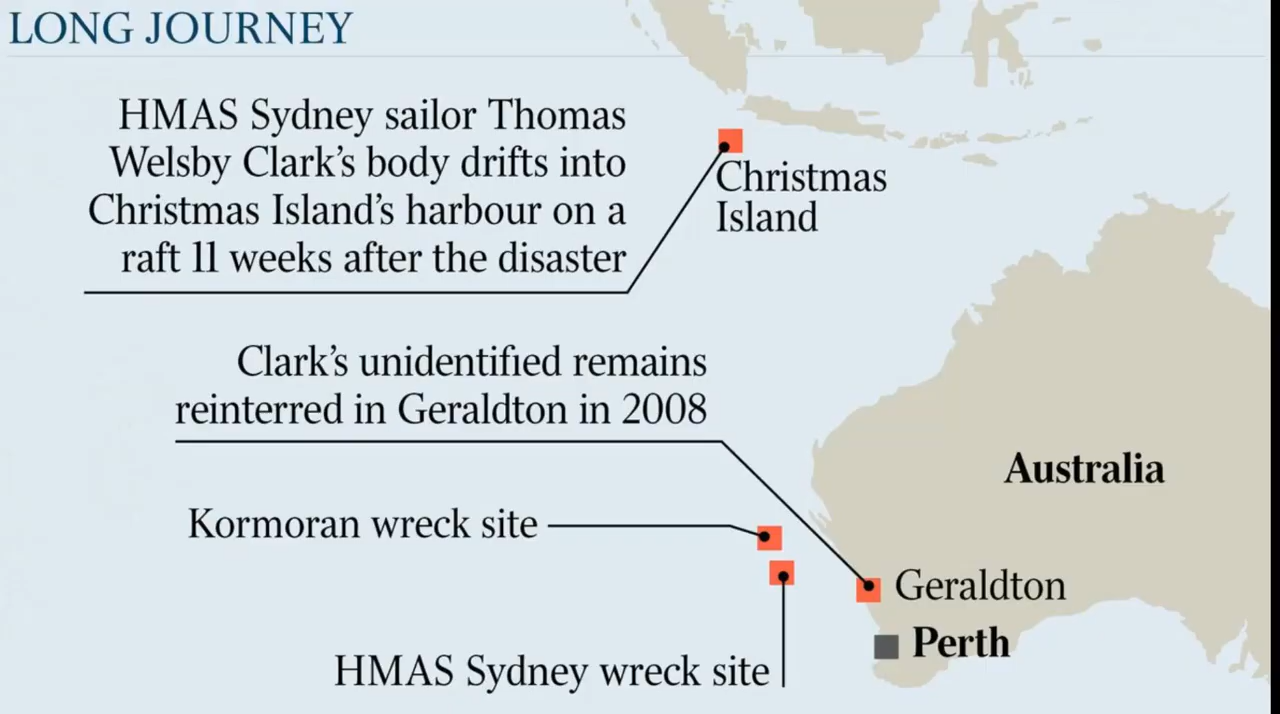 LONG JOURNEY
HMAS Sydney sailor Thomas
Welsby Clark’s body drifts into
Christmas Island’s harbour on a
raft 11 weeks after the disaster
Christmas
Island
Clark’s unidentified remains
reinterred in Geraldton in 2008
Australia
Kormoran wreck site
Geraldton
Perth
HMAS Sydney wreck site